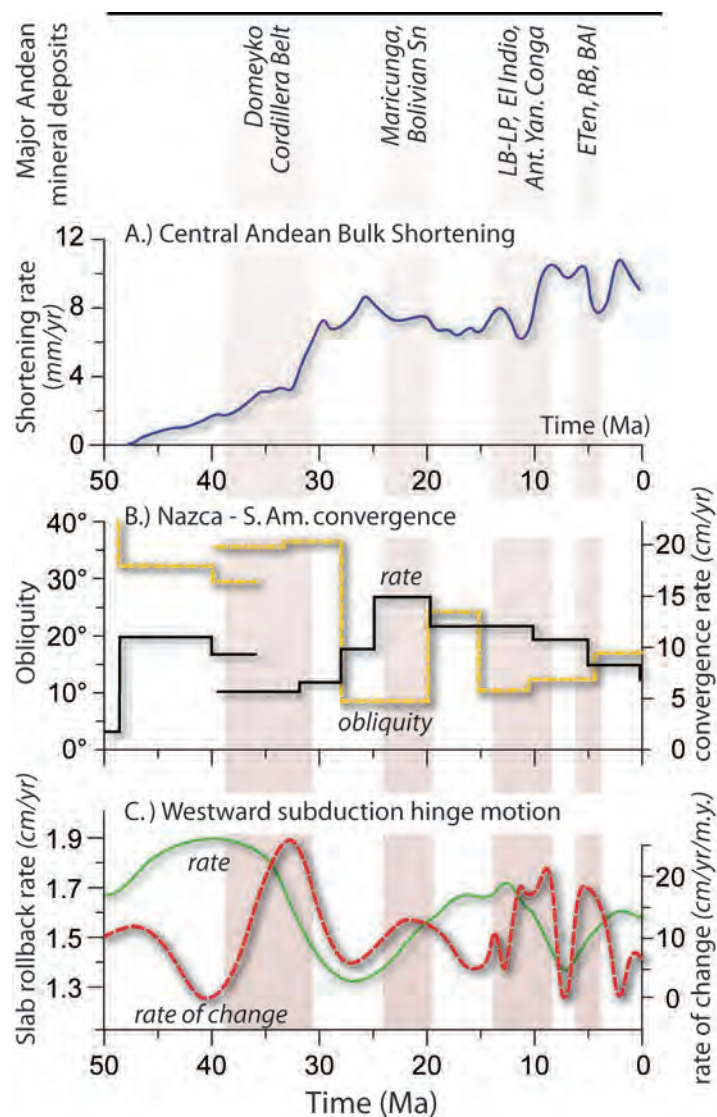 Major Andean
mineral deposits
Domeyko
Cordillera Belt
Maricunga,
Bolivian Sn
LB-LP, El Indio,
Ant. Yan. Conga
ETen, RB, BAl
A.) Central Andean Bulk Shortening
Shortening rate
(mm/yr)
12
8
4
0
Time (Ma)
50 40 30 20 10 0
B.) Nazca - S. Am. convergence
Obliquity
40°
30°
20°
10°
0°
rate
obliquity
20
15
10
5
0
convergence rate (cm/yr)
50 40 30 20 10 0
C.) Westward subduction hinge motion
Slab rollback rate (cm/yr)
1.9
1.7
1.5
1.3
rate
rate of change
20
10
0
rate of change (cm/yr/m.y.)
50 40 30 20 10 0
Time (Ma)